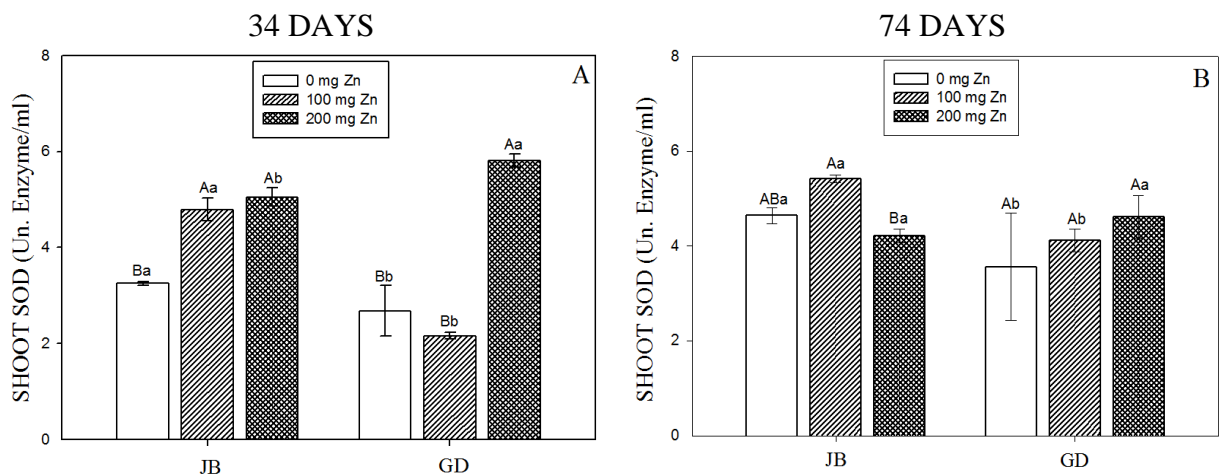 34 DAYS
SHOOT SOD (Un. Enzyme/ml)
8
6
4
2
0
0 mg Zn
100 mg Zn
200 mg Zn
A
Ba
Aa
Ab
Bb
Bb
Aa
JB
GD
74 DAYS
SHOOT SOD (Un. Enzyme/ml)
8
6
4
2
0
0 mg Zn
100 mg Zn
200 mg Zn
B
ABa
Aa
Ba
Ab
Ab
Aa
JB
GD